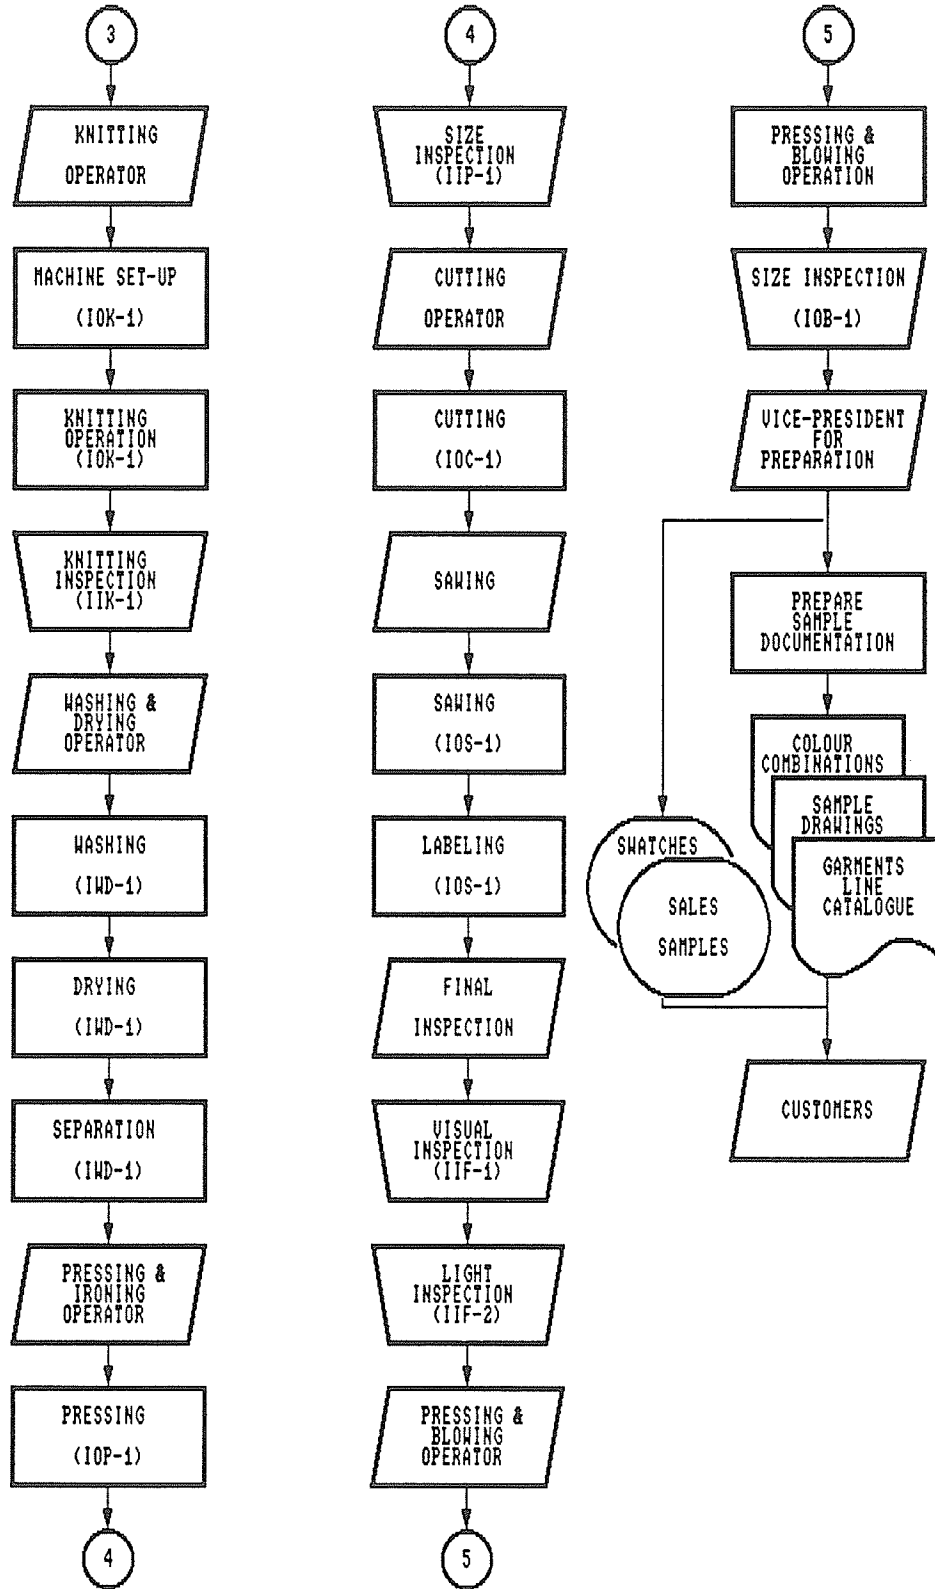 3
KNITTING
OPERATOR
MACHINE SET-UP
(IOK-1)
KNITTING
OPERATION
(IOK-1)
KNITTING
INSPECTION
(IIK-1)
WASHING &
DRYING
OPERATOR
WASHING
(IWD-1)
DRYING
(IWD-1)
SEPARATION
(IWD-1)
PRESSING &
IRONING
OPERATOR
PRESSING
(IOP-1)
4
4
SIZE
INSPECTION
(IIP-1)
CUTTING
OPERATOR
CUTTING
(IOC-1)
SAWING
SAWING
(IOS-1)
LABELING
(IOS-1)
FINAL
INSPECTION
VISUAL
INSPECTION
(IIF-1)
LIGHT
INSPECTION
(IIF-2)
PRESSING &
BLOWING
OPERATOR
5
5
PRESSING &
BLOWING
OPERATION
SIZE INSPECTION
(IOB-1)
VICE-PRESIDENT
FOR
PREPARATION
PREPARE
SAMPLE
DOCUMENTATION
COLOUR
COMBINATIONS
SAMPLE
DRAWINGS
GARMENTS
LINE
CATALOGUE
SWATCHES
SALES
SAMPLES
CUSTOMERS